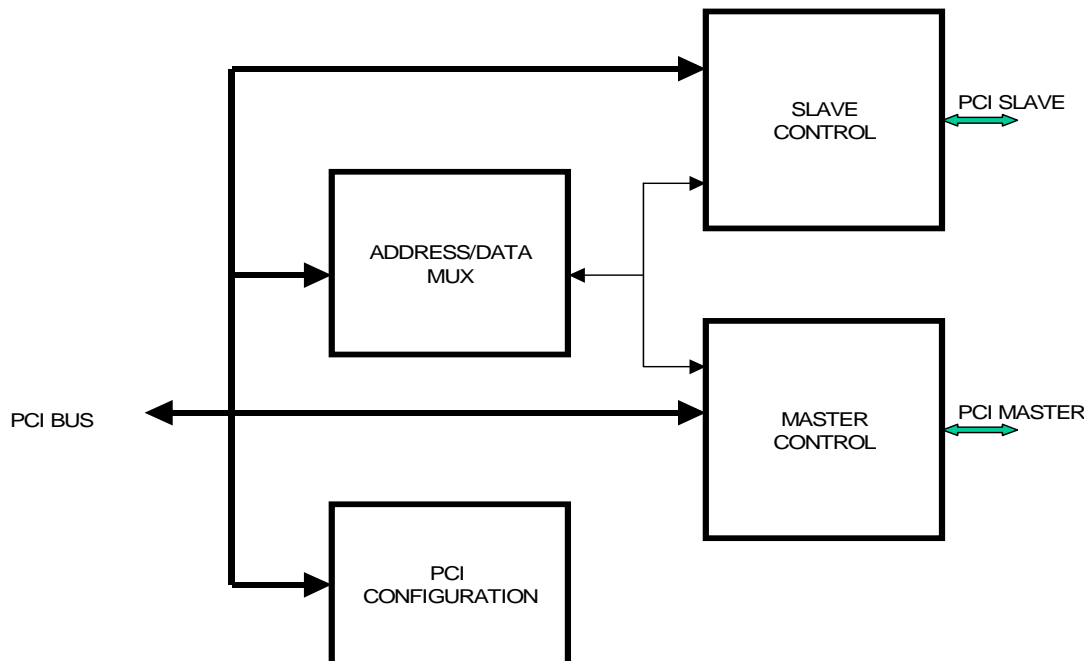 SLAVE
CONTROL
PCI SLAVE
ADDRESS/DATA
MUX
PCI BUS
MASTER
CONTROL
PCI MASTER
PCI
CONFIGURATION